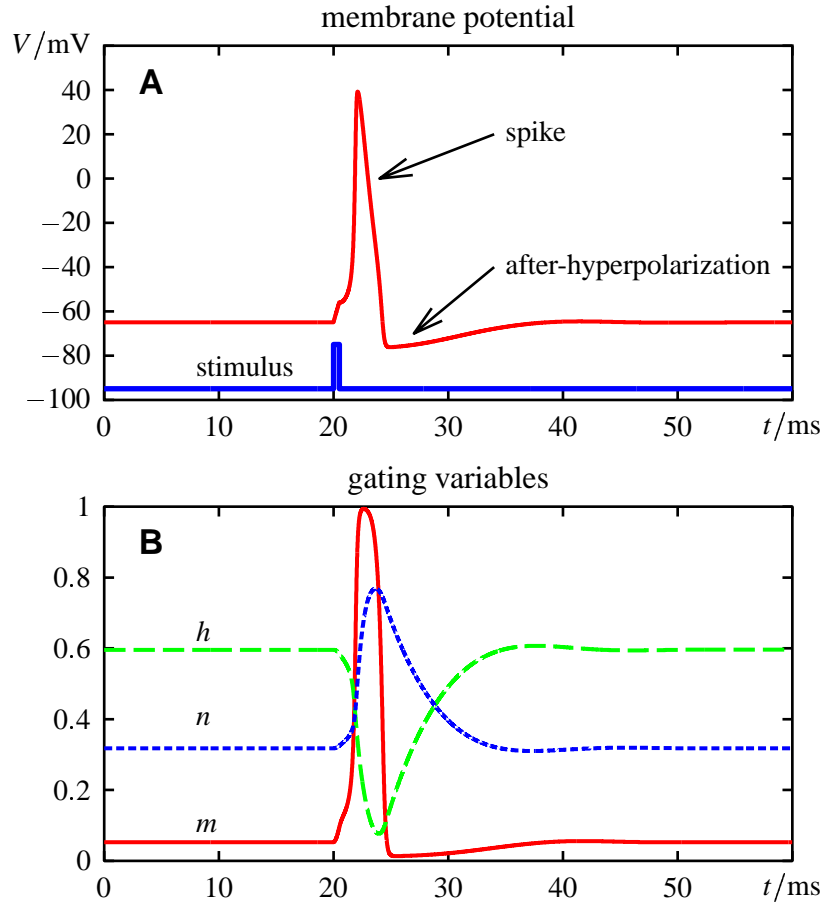 membrane potential
V/mV
A
40
20
0
−20
−40
−60
−80
−100
spike
after-hyperpolarization
stimulus
0 10 20 30 40 50 t/ms
gating variables
B
1
0.8
0.6
0.4
0.2
0
h
n
m
0 10 20 30 40 50 t/ms